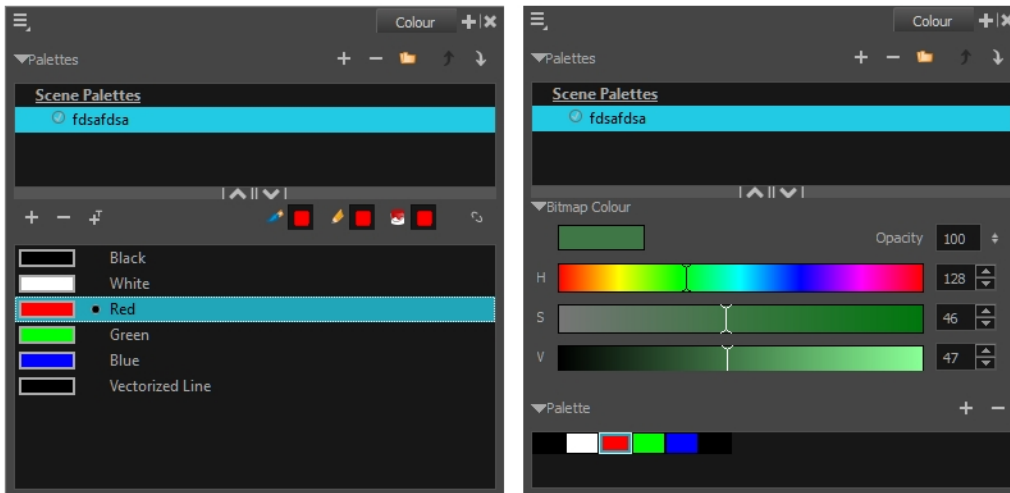 Colour
Palettes
Scene Palettes
fdsafdsa
Black
White
Red
Green
Blue
Vectorized Line
Colour
Palettes
Scene Palettes
fdsafdsa
Bitmap Colour
Opacity 100
H 128
S 46
V 47
Palette